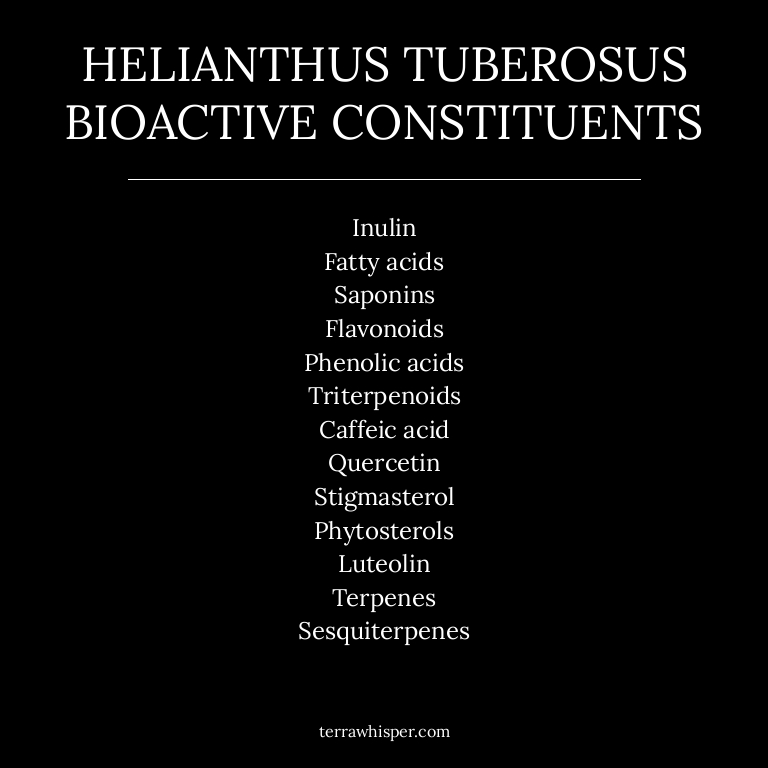 HELIANTHUS TUBEROSUS
BIOACTIVE CONSTITUENTS
Inulin
Fatty acids
Saponins
Flavonoids
Phenolic acids
Triterpenoids
Caffeic acid
Quercetin
Stigmasterol
Phytosterols
Luteolin
Terpenes
Sesquiterpenes
terrawhisper.com